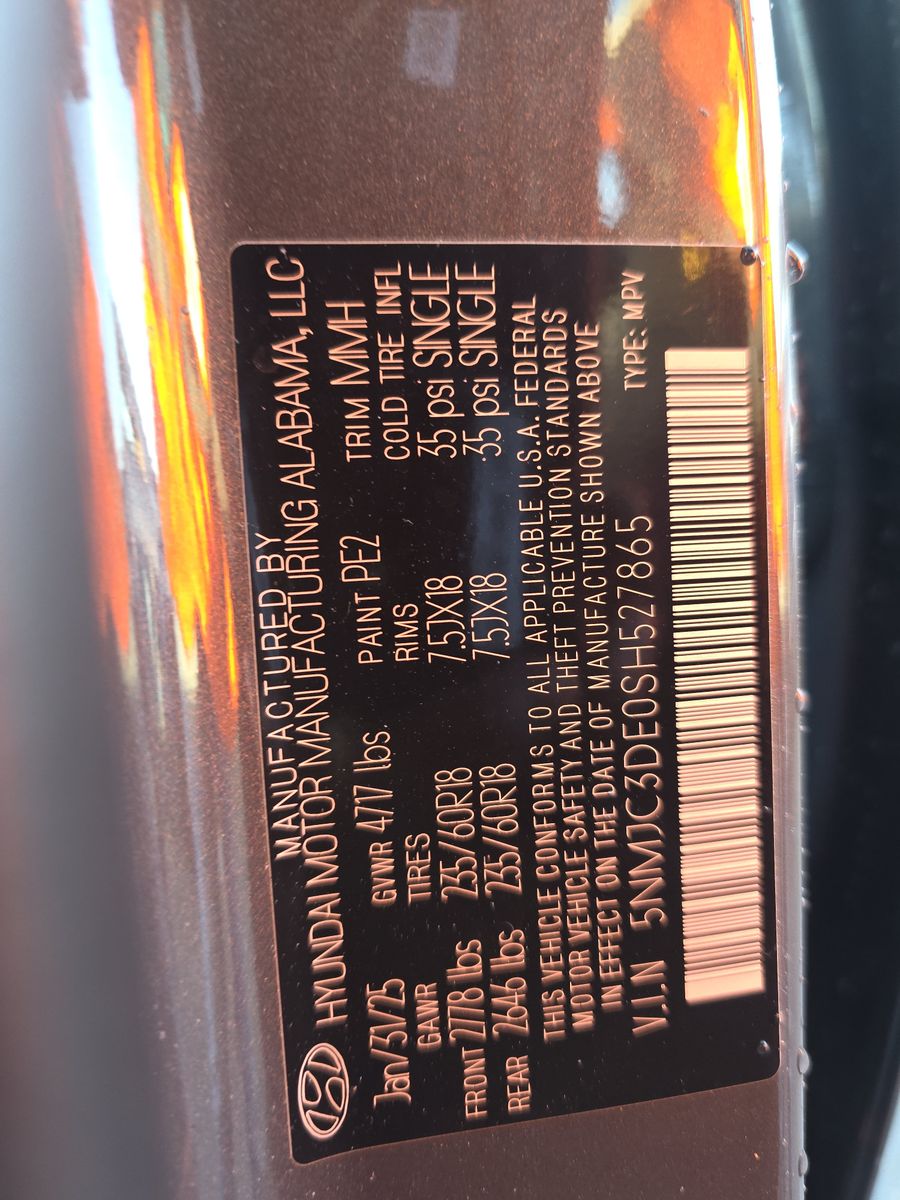 MANUFACTURED BY
HYUNDAI MOTOR MANUFACTURING ALABAMA, LLC
Jan/31/25 GVWR 4717 lbs. PAINT PE2 TRIM MMH
GAWR TIRES RIMS COLD TIRE INFL
FRONT 2778 lbs 235/60R18 7.5JX18 35 psi SINGLE
REAR 2646 lbs 235/60R18 7.5JX18 35 psi SINGLE
THIS VEHICLE CONFORMS TO ALL APPLICABLE U.S.A. FEDERAL
MOTOR VEHICLE SAFETY AND THEFT PREVENTION STANDARDS
IN EFFECT ON THE DATE OF MANUFACTURE SHOWN ABOVE
V.I.N 5NMJC3DE0SH527865 TYPE: MPV